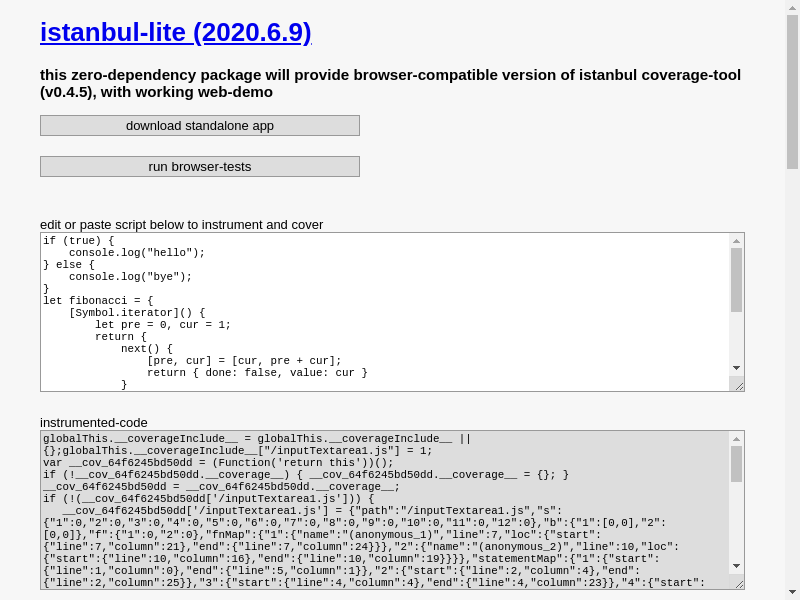 istanbul-lite (2020.6.9)
this zero-dependency package will provide browser-compatible version of istanbul coverage-tool
(v0.4.5), with working web-demo
download standalone app
run browser-tests
edit or paste script below to instrument and cover
if (true) {
    console.log("hello");
} else {
    console.log("bye");
}
let fibonacci = {
    [Symbol.iterator]() {
        let pre = 0, cur = 1;
        return {
            next() {
                [pre, cur] = [cur, pre + cur];
                return { done: false, value: cur }
            }
instrumented-code
globalThis.__coverageInclude__ = globalThis.__coverageInclude__ ||
{};globalThis.__coverageInclude__["/inputTextarea1.js"] = 1;
var __cov_64f6245bd50dd = (Function('return this'))();
if (!__cov_64f6245bd50dd.__coverage__) { __cov_64f6245bd50dd.__coverage__ = {}; }
__cov_64f6245bd50dd = __cov_64f6245bd50dd.__coverage__;
if (!(__cov_64f6245bd50dd['/inputTextarea1.js'])) {
   __cov_64f6245bd50dd['/inputTextarea1.js'] = {"path":"/inputTextarea1.js","s":
{"1":0,"2":0,"3":0,"4":0,"5":0,"6":0,"7":0,"8":0,"9":0,"10":0,"11":0,"12":0},"b":{"1":[0,0],"2":
[0,0]},"f":{"1":0,"2":0},"fnMap":{"1":{"name":"(anonymous_1)","line":7,"loc":{"start":
{"line":7,"column":21},"end":{"line":7,"column":24}}},"2":{"name":"(anonymous_2)","line":10,"loc":
{"start":{"line":10,"column":16},"end":{"line":10,"column":19}}}},"statementMap":{"1":{"start":
{"line":1,"column":0},"end":{"line":5,"column":1}},"2":{"start":{"line":2,"column":4},"end":
{"line":2,"column":25}},"3":{"start":{"line":4,"column":4},"end":{"line":4,"column":23}},"4":{"start":